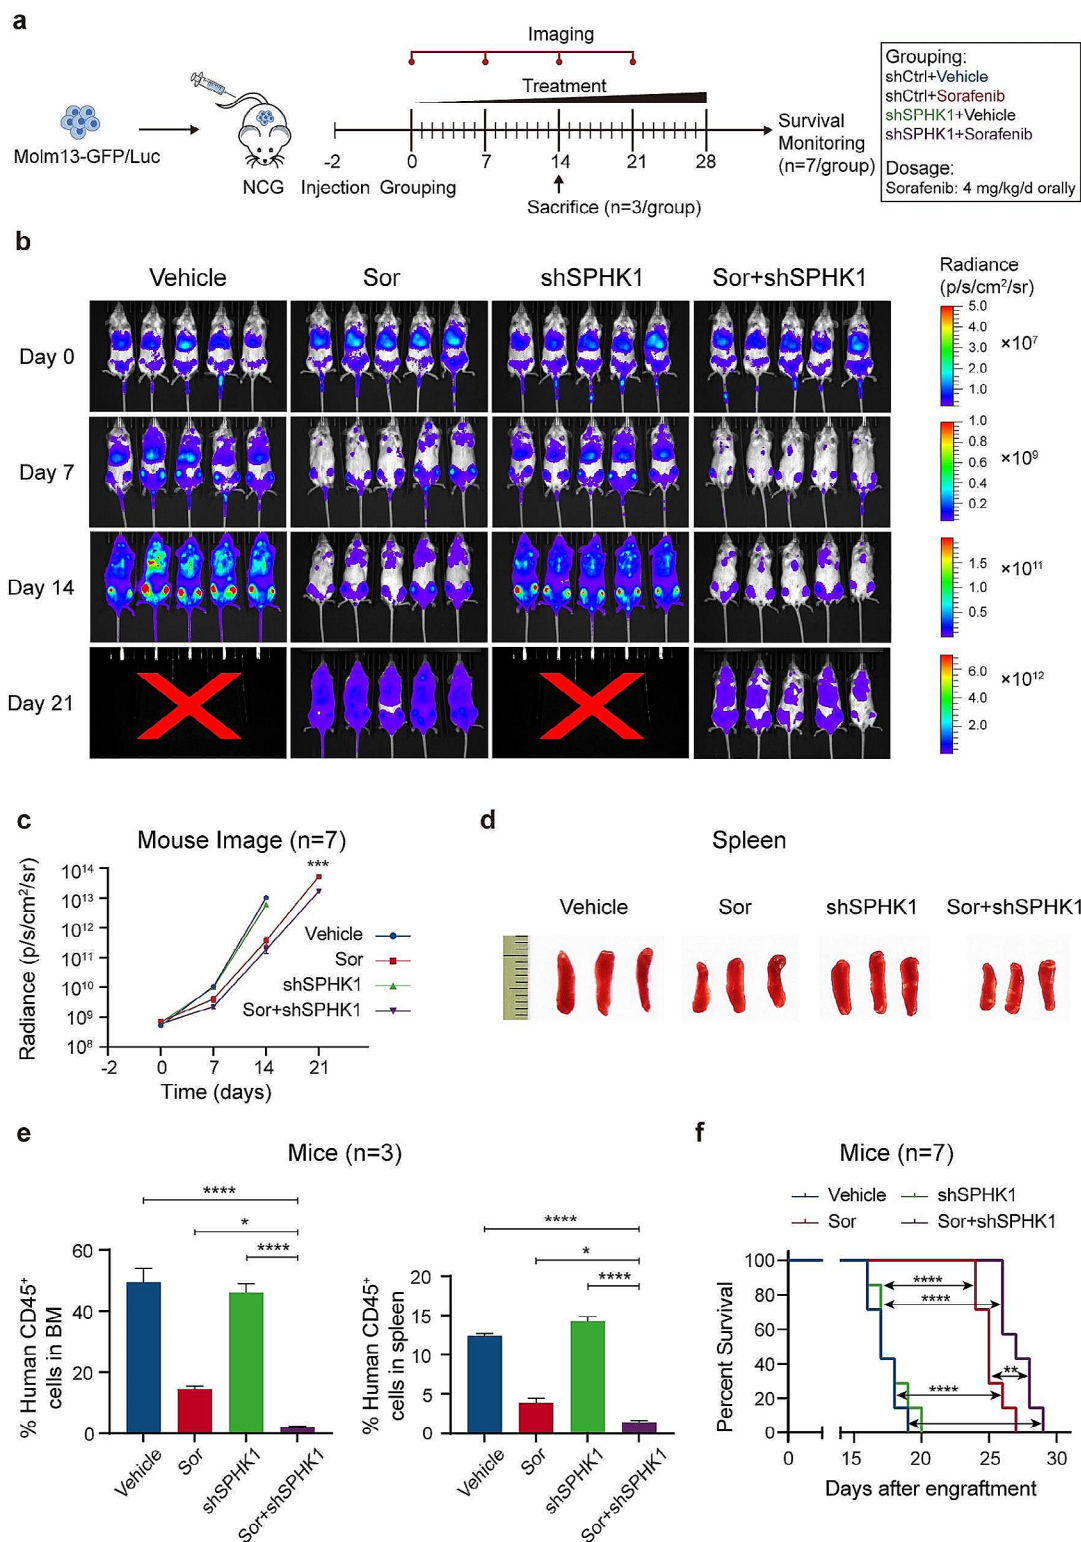 a
Imaging
Treatment
Molm13-GFP/Luc
NCG
-2
0
7
14
21
28
Injection
Grouping
Sacrifice (n=3/group)
Survival
Monitoring
(n=7/group)
Grouping:
shCtrl+Vehicle
shCtrl+Sorafenib
shSPHK1+Vehicle
shSPHK1+Sorafenib
Dosage:
Sorafenib: 4 mg/kg/d orally
b
Vehicle
Sor
shSPHK1
Sor+shSPHK1
Radiance
(p/s/cm²/sr)
Day 0
5.0
4.0
3.0
2.0
1.0
×10⁷
Day 7
1.0
0.8
0.6
0.4
0.2
×10⁹
Day 14
1.5
1.0
0.5
×10¹¹
Day 21
6.0
4.0
2.0
×10¹²
c
Mouse Image (n=7)
Radiance (p/s/cm²/sr)
10¹⁴
10¹³
10¹²
10¹¹
10¹⁰
10⁹
10⁸
***
Vehicle
Sor
shSPHK1
Sor+shSPHK1
-2
0
7
14
21
Time (days)
d
Spleen
Vehicle
Sor
shSPHK1
Sor+shSPHK1
e
Mice (n=3)
% Human CD45⁺
cells in BM
60
40
20
0
****
*
****
Vehicle
Sor
shSPHK1
Sor+shSPHK1
% Human CD45⁺
cells in spleen
20
15
10
5
0
****
*
****
Vehicle
Sor
shSPHK1
Sor+shSPHK1
f
Mice (n=7)
Vehicle
shSPHK1
Sor
Sor+shSPHK1
Percent Survival
100
80
60
40
20
0
****
****
**
****
0
15
20
25
30
Days after engraftment